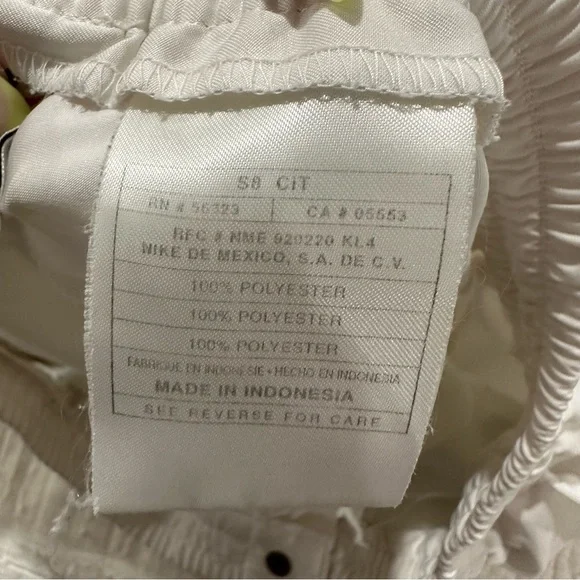 S8 CIT
RN # 56323 CA # 05553
RFC # NME 920220 KL4
NIKE DE MEXICO, S.A. DE C.V.
100% POLYESTER
100% POLYESTER
100% POLYESTER
FABRIQUE EN INDONESIE • HECHO EN INDONESIA
MADE IN INDONESIA
SEE REVERSE FOR CARE